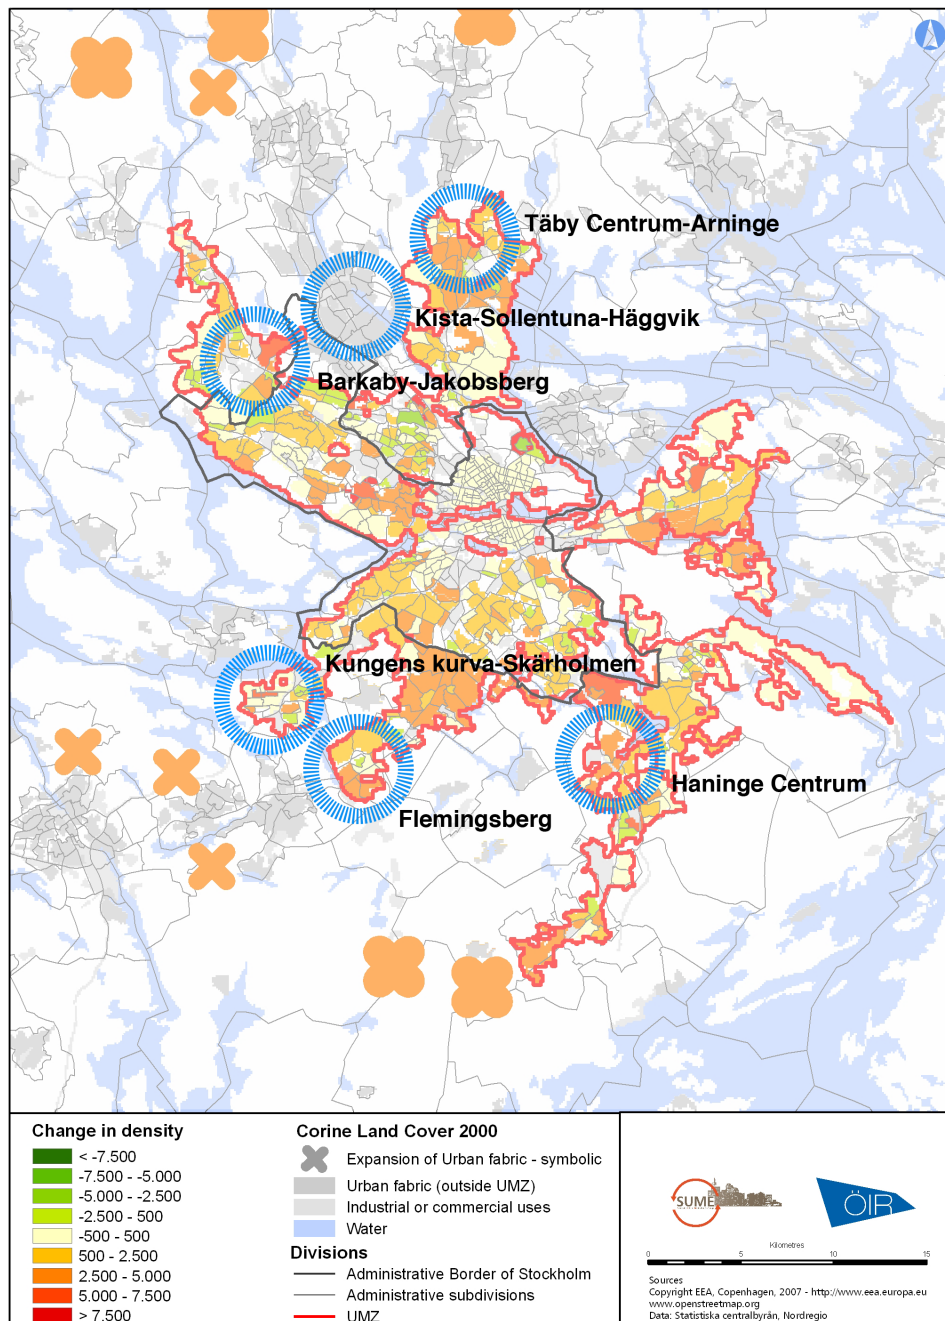 Täby Centrum-Arninge
Kista-Sollentuna-Häggvik
Barkaby-Jakobsberg
Kungens kurva-Skärholmen
Haninge Centrum
Flemingsberg
Change in density
< -7.500
-7.500 - -5.000
-5.000 - -2.500
-2.500 - 500
-500 - 500
500 - 2.500
2.500 - 5.000
5.000 - 7.500
> 7.500
Corine Land Cover 2000
Expansion of Urban fabric - symbolic
Urban fabric (outside UMZ)
Industrial or commercial uses
Water
Divisions
Administrative Border of Stockholm
Administrative subdivisions
UMZ
SUME
ÖIR
Kilometres
0 5 10 15
Sources
Copyright EEA, Copenhagen, 2007 - http://www.eea.europa.eu
www.openstreetmap.org
Data: Statistiska centralbyrån, Nordregio